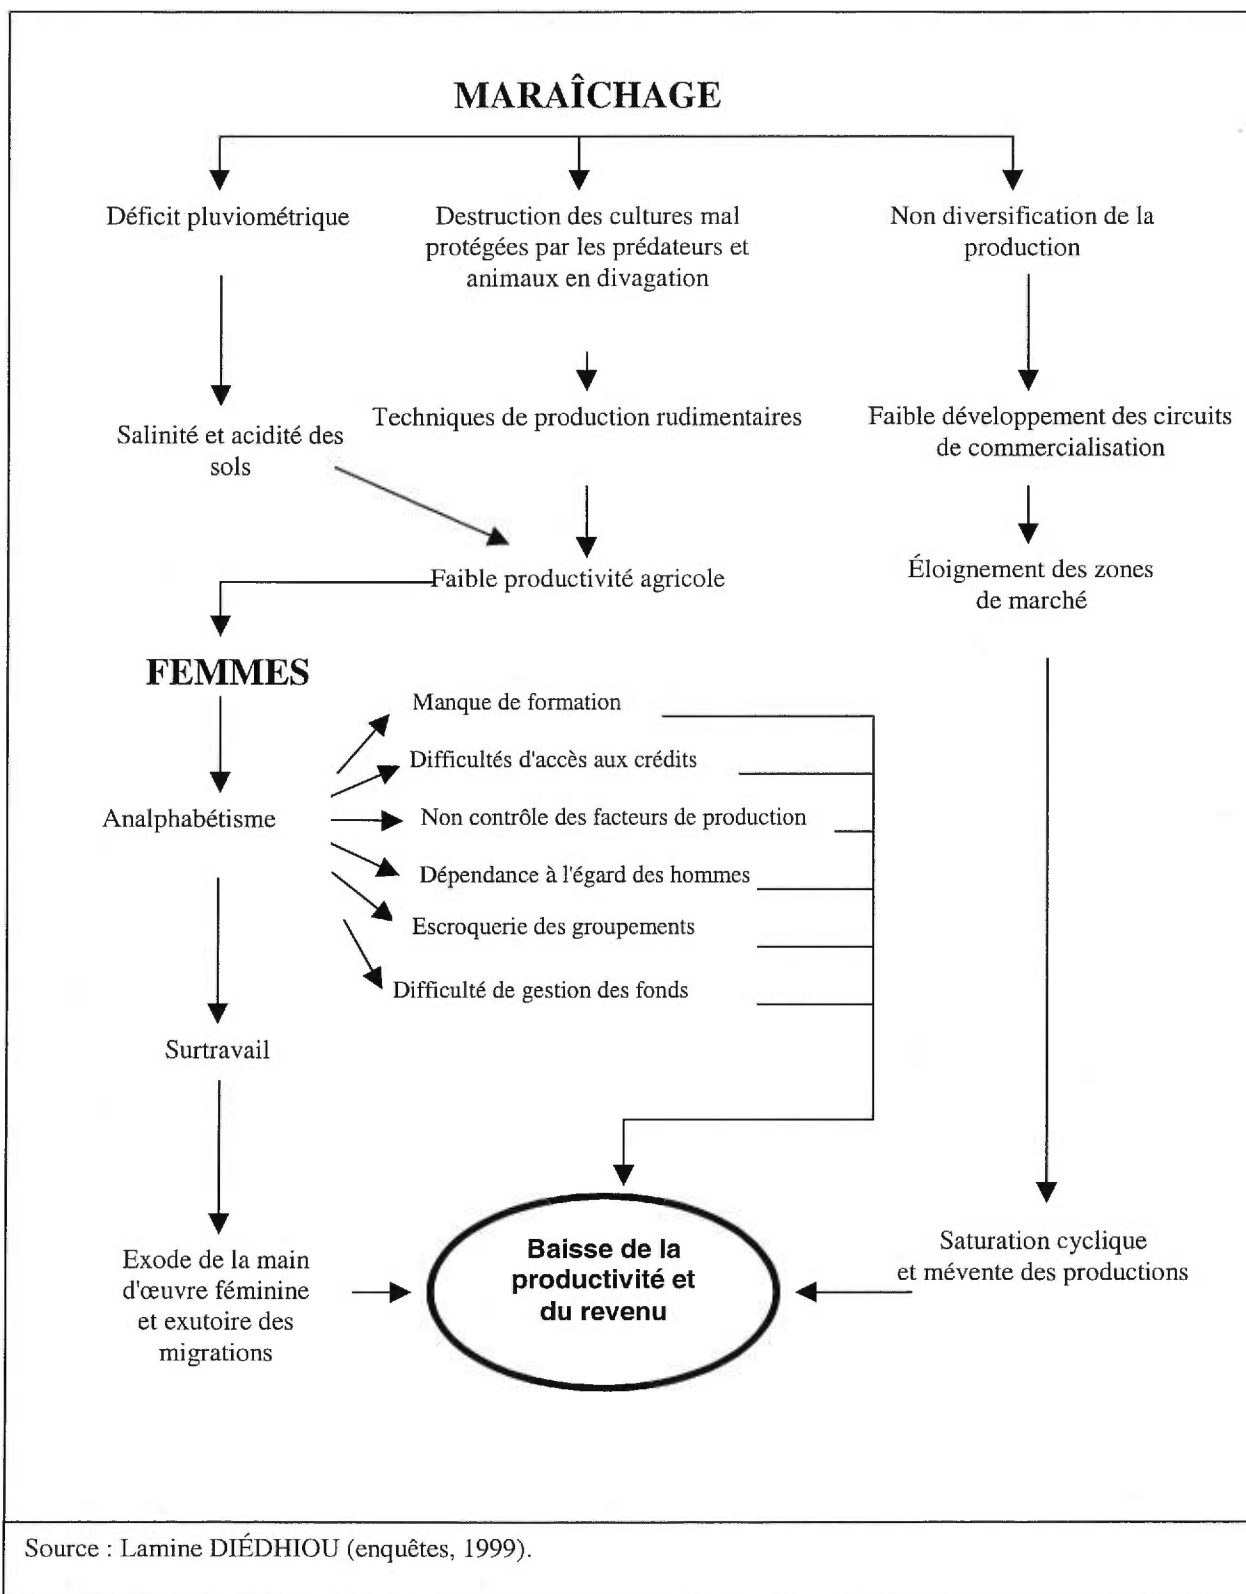 MARAÎCHAGE
Déficit pluviométrique
Destruction des cultures mal
protégées par les prédateurs et
animaux en divagation
Non diversification de la
production
Salinité et acidité des
sols
Techniques de production rudimentaires
Faible développement des circuits
de commercialisation
Faible productivité agricole
Éloignement des zones
de marché
FEMMES
Manque de formation
Difficultés d'accès aux crédits
Analphabétisme
Non contrôle des facteurs de production
Dépendance à l'égard des hommes
Escroquerie des groupements
Difficulté de gestion des fonds
Surtravail
Exode de la main
d'œuvre féminine
et exutoire des
migrations
Baisse de la
productivité et
du revenu
Saturation cyclique
et mévente des productions
Source : Lamine DIÉDHIOU (enquêtes, 1999).